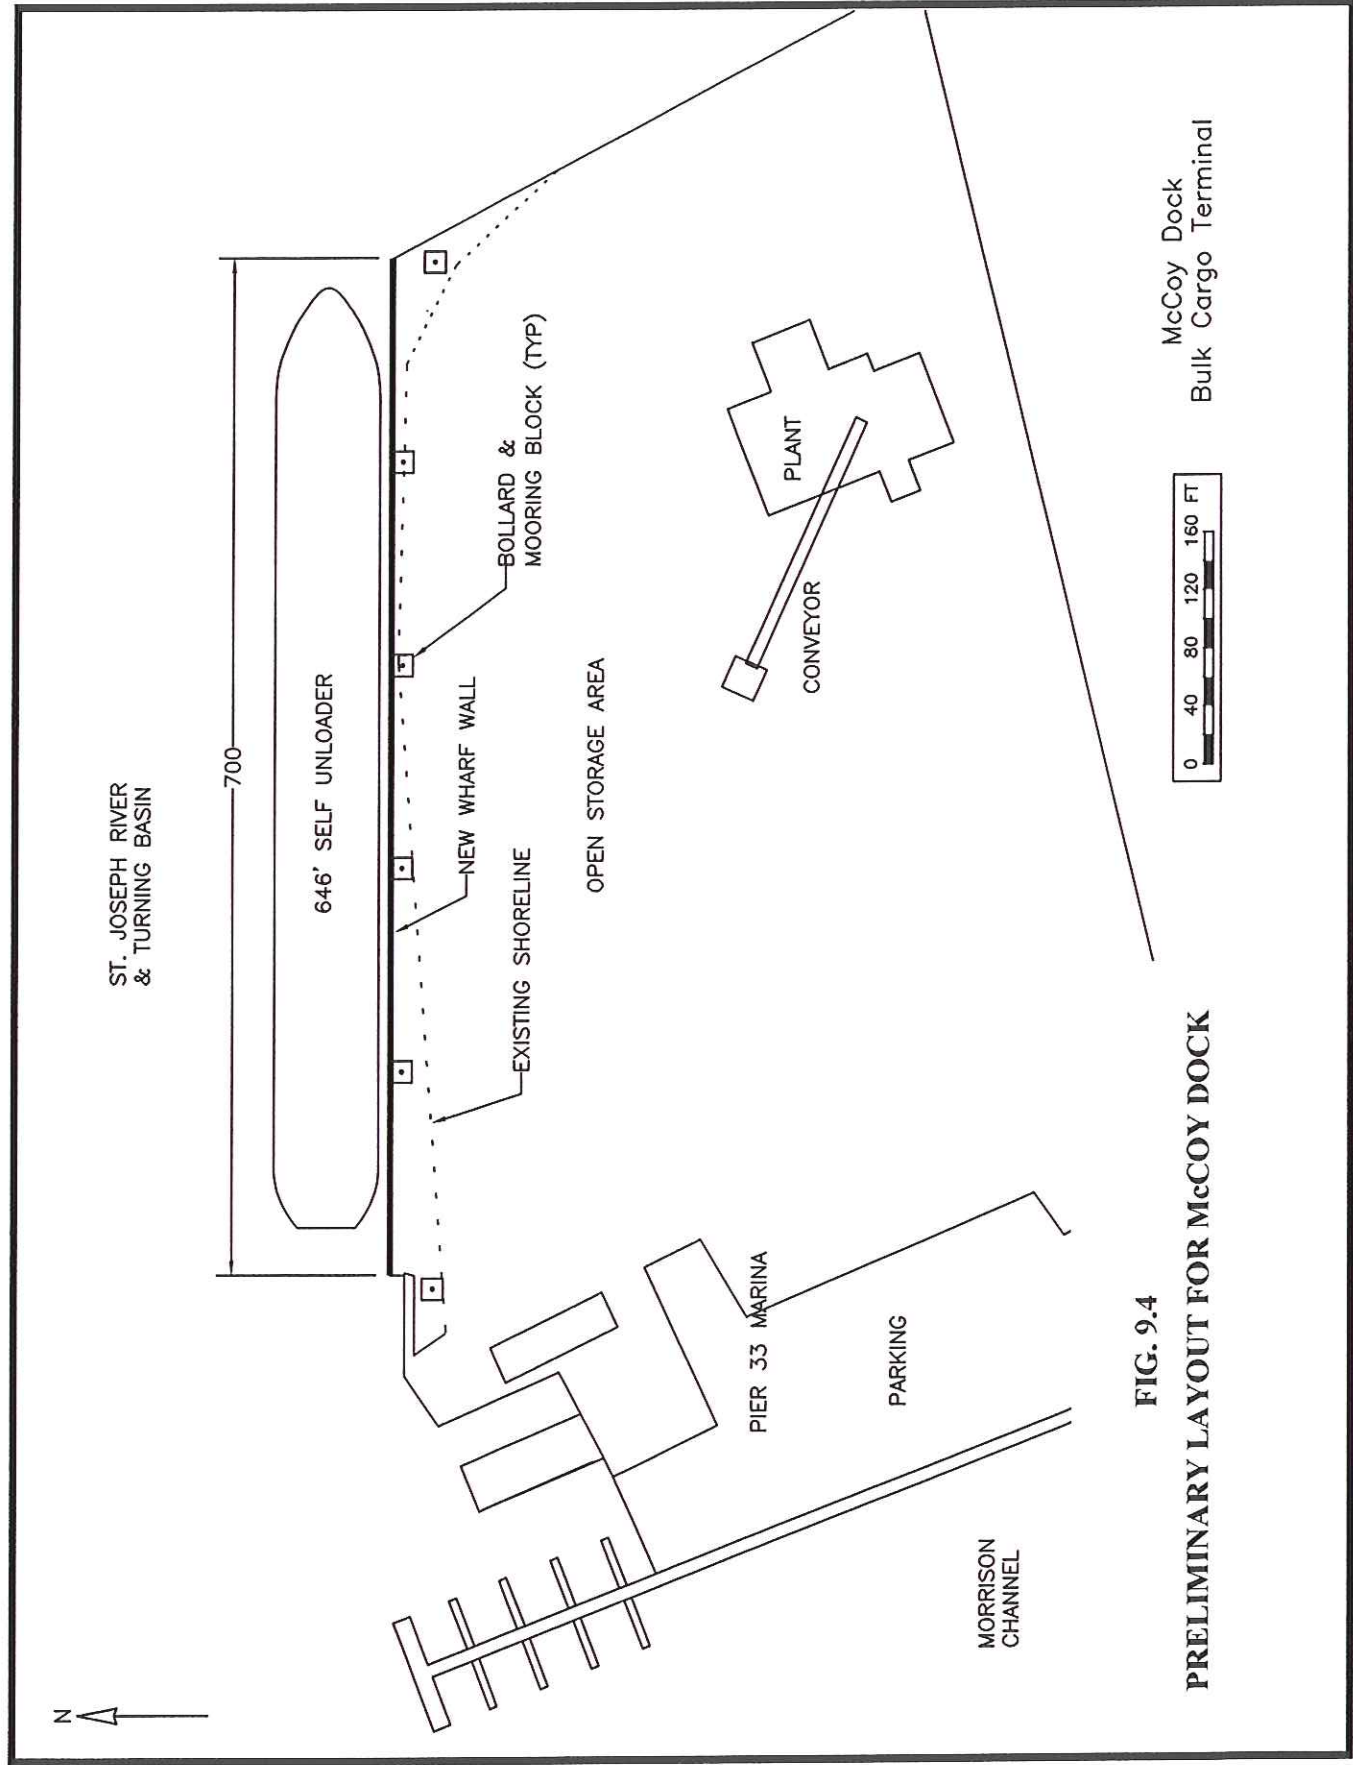 N
ST. JOSEPH RIVER
& TURNING BASIN
700
646' SELF UNLOADER
NEW WHARF WALL
BOLLARD &
MOORING BLOCK (TYP)
EXISTING SHORELINE
OPEN STORAGE AREA
PIER 33 MARINA
PLANT
CONVEYOR
PARKING
MORRISON
CHANNEL
FIG. 9.4
PRELIMINARY LAYOUT FOR McCOY DOCK
0 40 80 120 160 FT
McCoy Dock
Bulk Cargo Terminal